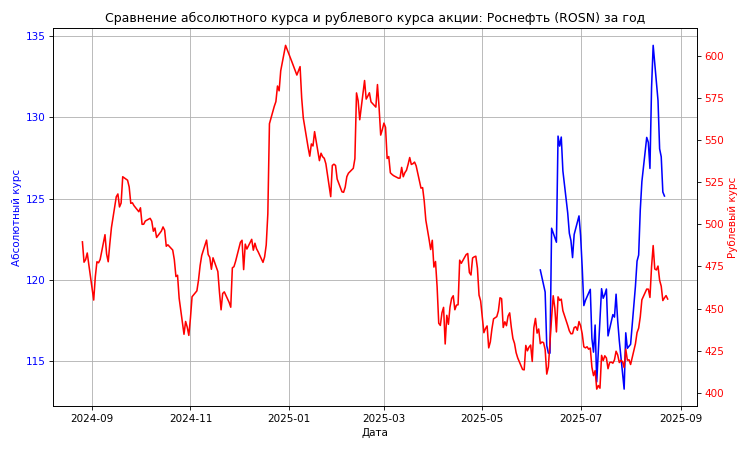 Сравнение абсолютного курса и рублевого курса акции: Роснефть (ROSN) за год
135
130
125
120
115
Абсолютный курс
600
575
550
525
500
475
450
425
400
Рублевый курс
2024-09 2024-11 2025-01 2025-03 2025-05 2025-07 2025-09
Дата